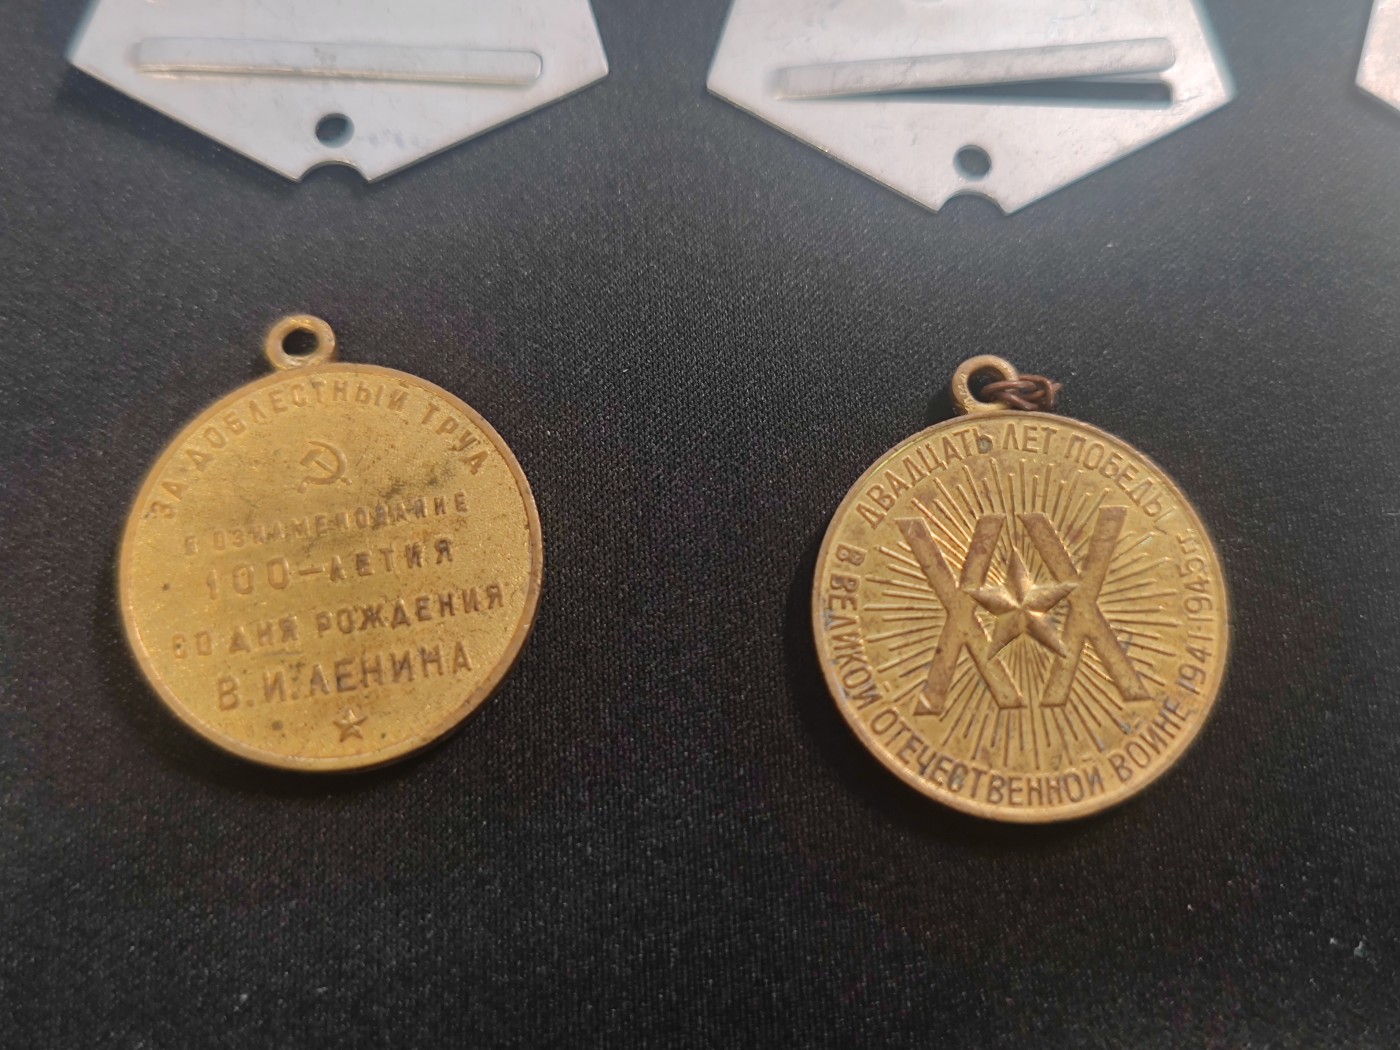 ЗА ДОБЛЕСТНЫЙ ТРУД
В ОЗНАМЕНОВАНИЕ
100-ЛЕТИЯ
СО ДНЯ РОЖДЕНИЯ
В.И.ЛЕНИНА
ДВАДЦАТЬ ЛЕТ ПОБЕДЫ
В ВЕЛИКОЙ ОТЕЧЕСТВЕННОЙ ВОЙНЕ 1941-1945гг.
XX